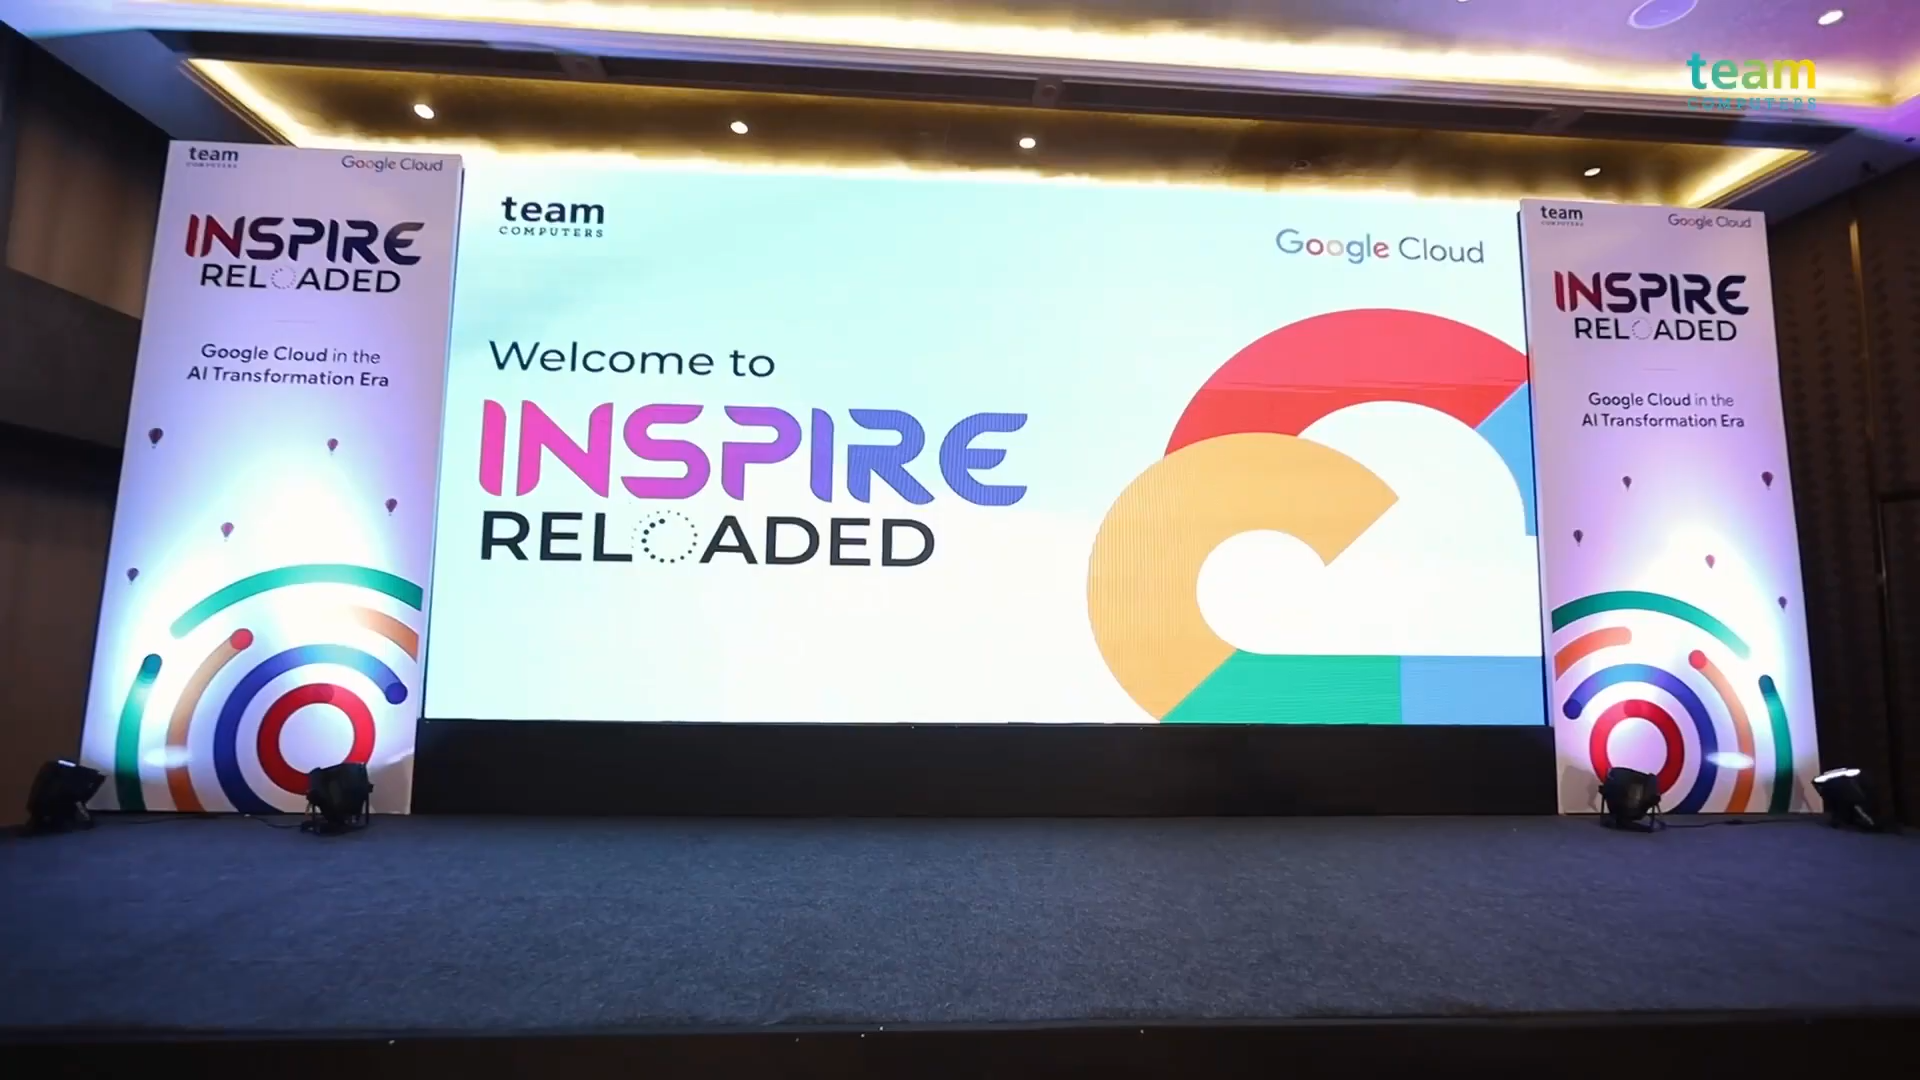 team
COMPUTERS
team
COMPUTERS
Google Cloud
INSPIRE
RELOADED
Google Cloud in the
AI Transformation Era
team
COMPUTERS
Google Cloud
Welcome to
INSPIRE
RELOADED
team
COMPUTERS
Google Cloud
INSPIRE
RELOADED
Google Cloud in the
AI Transformation Era